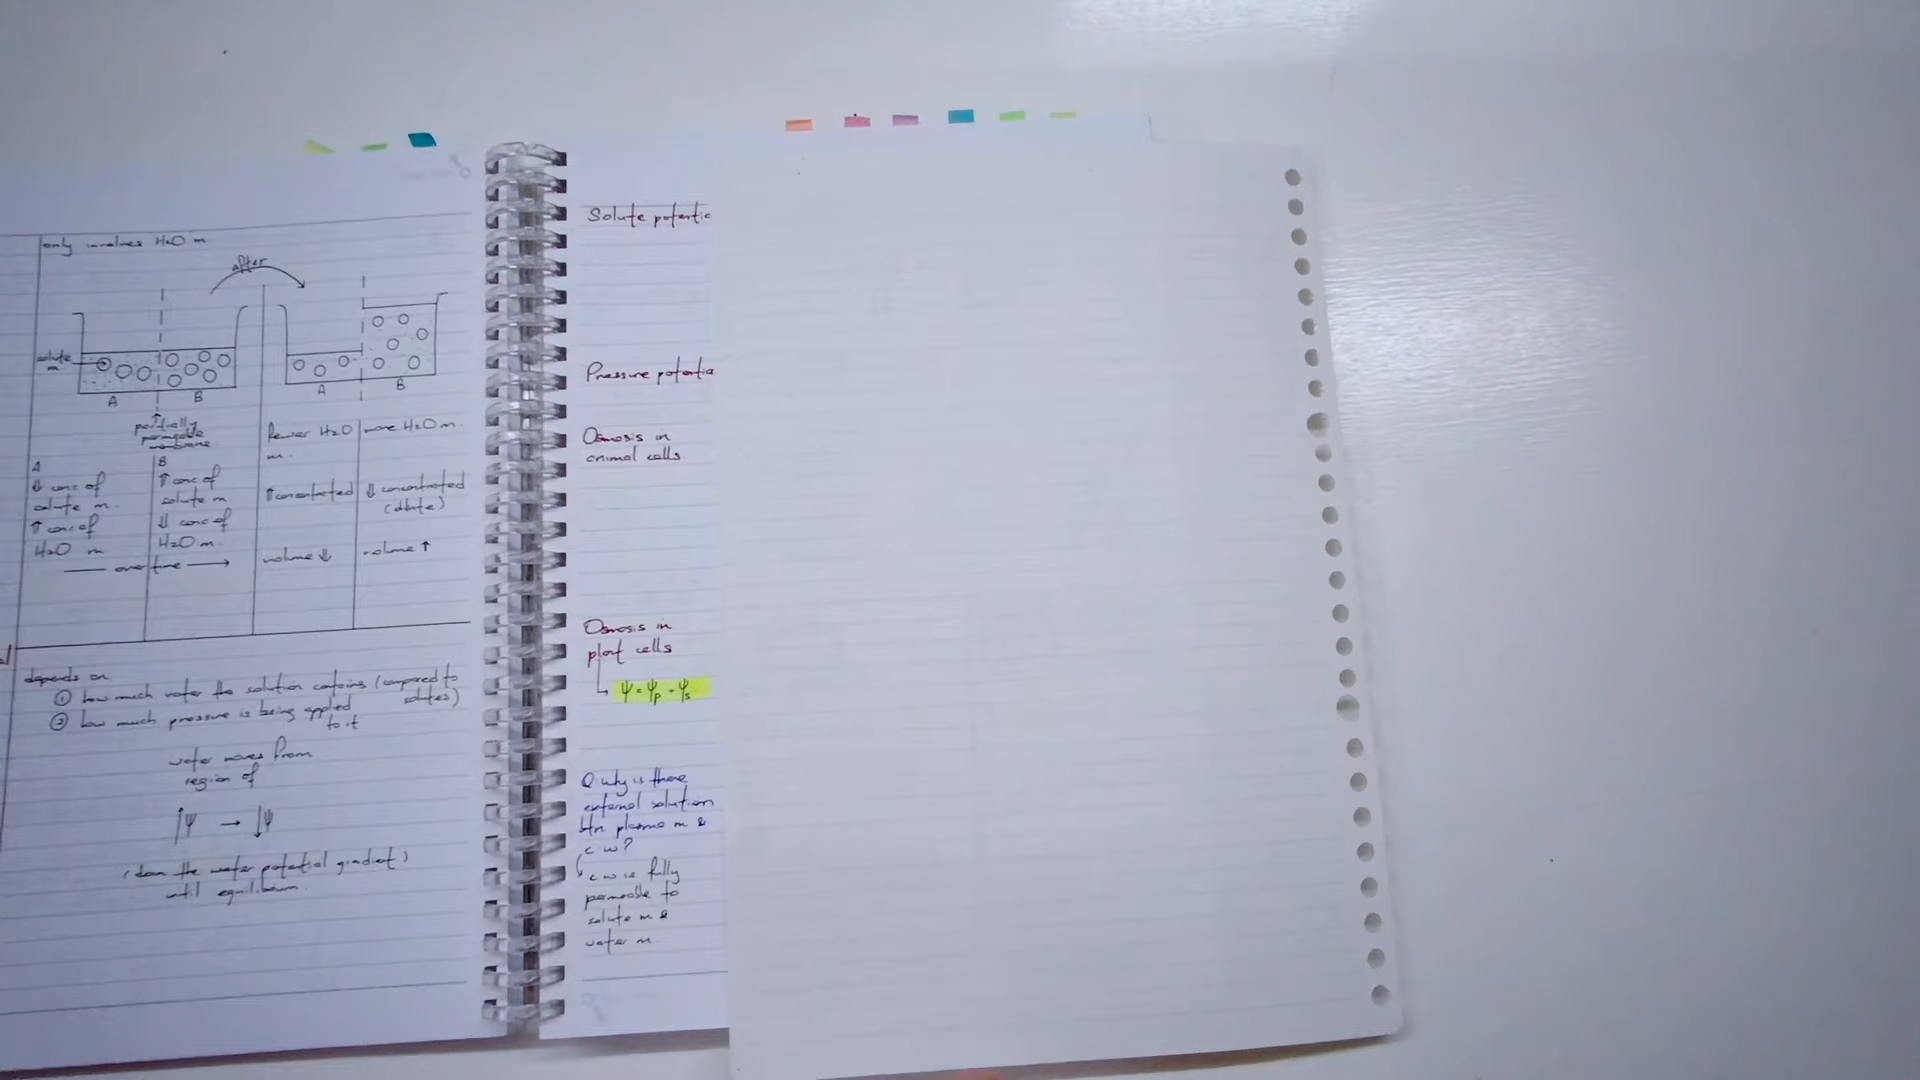 only involves H2O m
after
solute
m
A
B
A
B
partially
permeable
membrane
fewer H2O
m.
more H2O m.
A
↓ conc of
solute m.
↑ conc of
H2O m
B
↑ conc of
solute m
↓ conc of
H2O m.
over time
↑ concentrated
↓ concentrated
(dilute)
volume ↓
volume ↑
depends on
① how much water the solution contains (compared to
solutes)
② how much pressure is being applied
to it
water moves from
region of
↑Ψ → ↓Ψ
(down the water potential gradient)
until equilibrium.
Solute potentia
Pressure potentia
Osmosis in
animal cells
Osmosis in
plant cells
Ψ = Ψp + Ψs
Q why is there
external solution
btn plasma m &
c w?
c w is fully
permeable to
solute m &
water m.